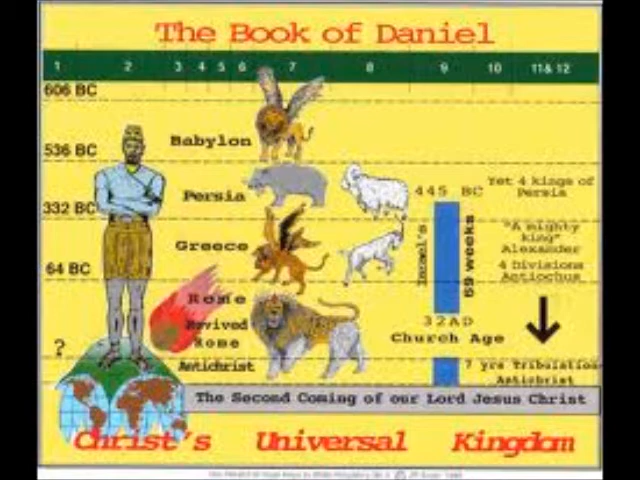 The Book of Daniel
1 2 3 4 5 6 7 8 9 10 11& 12
606 BC
Babylon
536 BC
Persia
445 BC
Yet 4 kings of
Persia
332 BC
Greece
Israel's
69 weeks
"A mighty
king"
Alexander
4 Divisions
Antiochus
64 BC
Rome
Revived
Rome
32AD
Church Age
?
Antichrist
7 yrs Tribulation
Antichrist
The Second Coming of our Lord Jesus Christ
Christ's Universal Kingdom